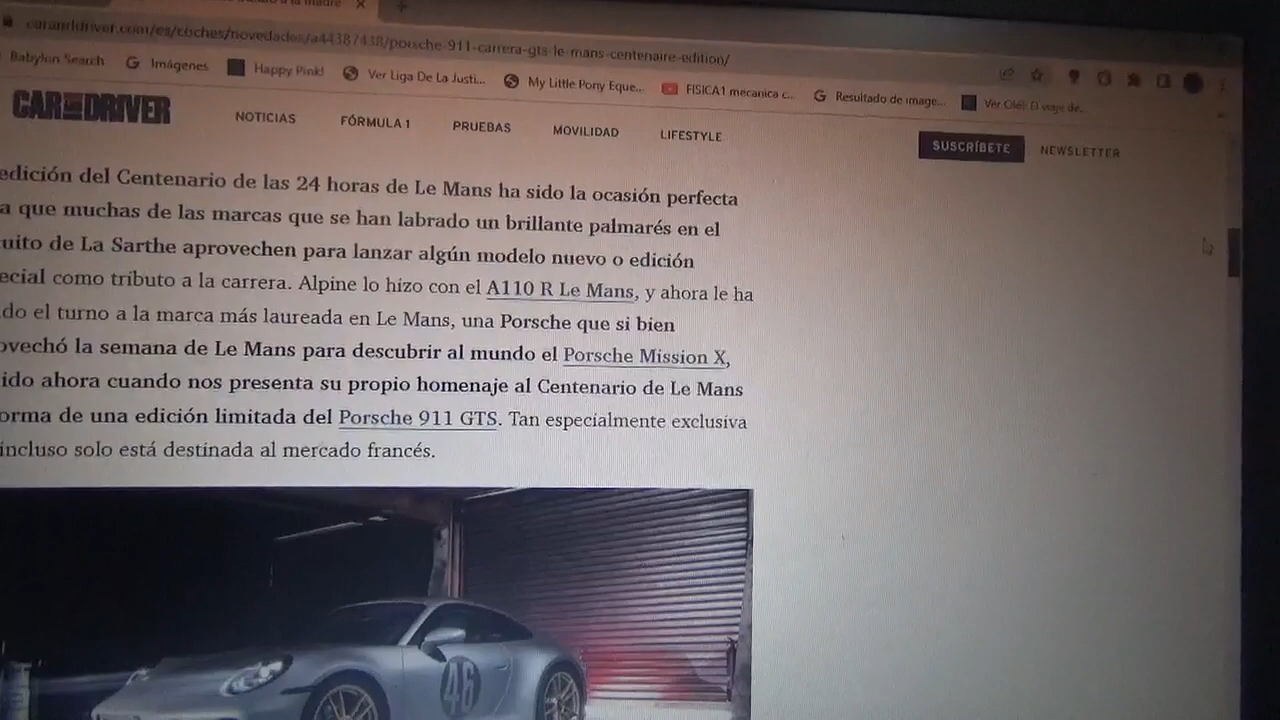 caranddriver.com/es/coches/novedades/a44387438/porsche-911-carrera-gts-le-mans-centenaire-edition/
Babylon Search Imágenes Happy Pink! Ver Liga De La Justi... My Little Pony Eque... FISICA1 mecanica c... Resultado de image... Ver Olé! El viaje de...
CAR AND DRIVER NOTICIAS FÓRMULA 1 PRUEBAS MOVILIDAD LIFESTYLE SUSCRÍBETE NEWSLETTER
edición del Centenario de las 24 horas de Le Mans ha sido la ocasión perfecta
a que muchas de las marcas que se han labrado un brillante palmarés en el
uito de La Sarthe aprovechen para lanzar algún modelo nuevo o edición
ecial como tributo a la carrera. Alpine lo hizo con el A110 R Le Mans, y ahora le ha
do el turno a la marca más laureada en Le Mans, una Porsche que si bien
ovechó la semana de Le Mans para descubrir al mundo el Porsche Mission X,
ido ahora cuando nos presenta su propio homenaje al Centenario de Le Mans
orma de una edición limitada del Porsche 911 GTS. Tan especialmente exclusiva
incluso solo está destinada al mercado francés.
46